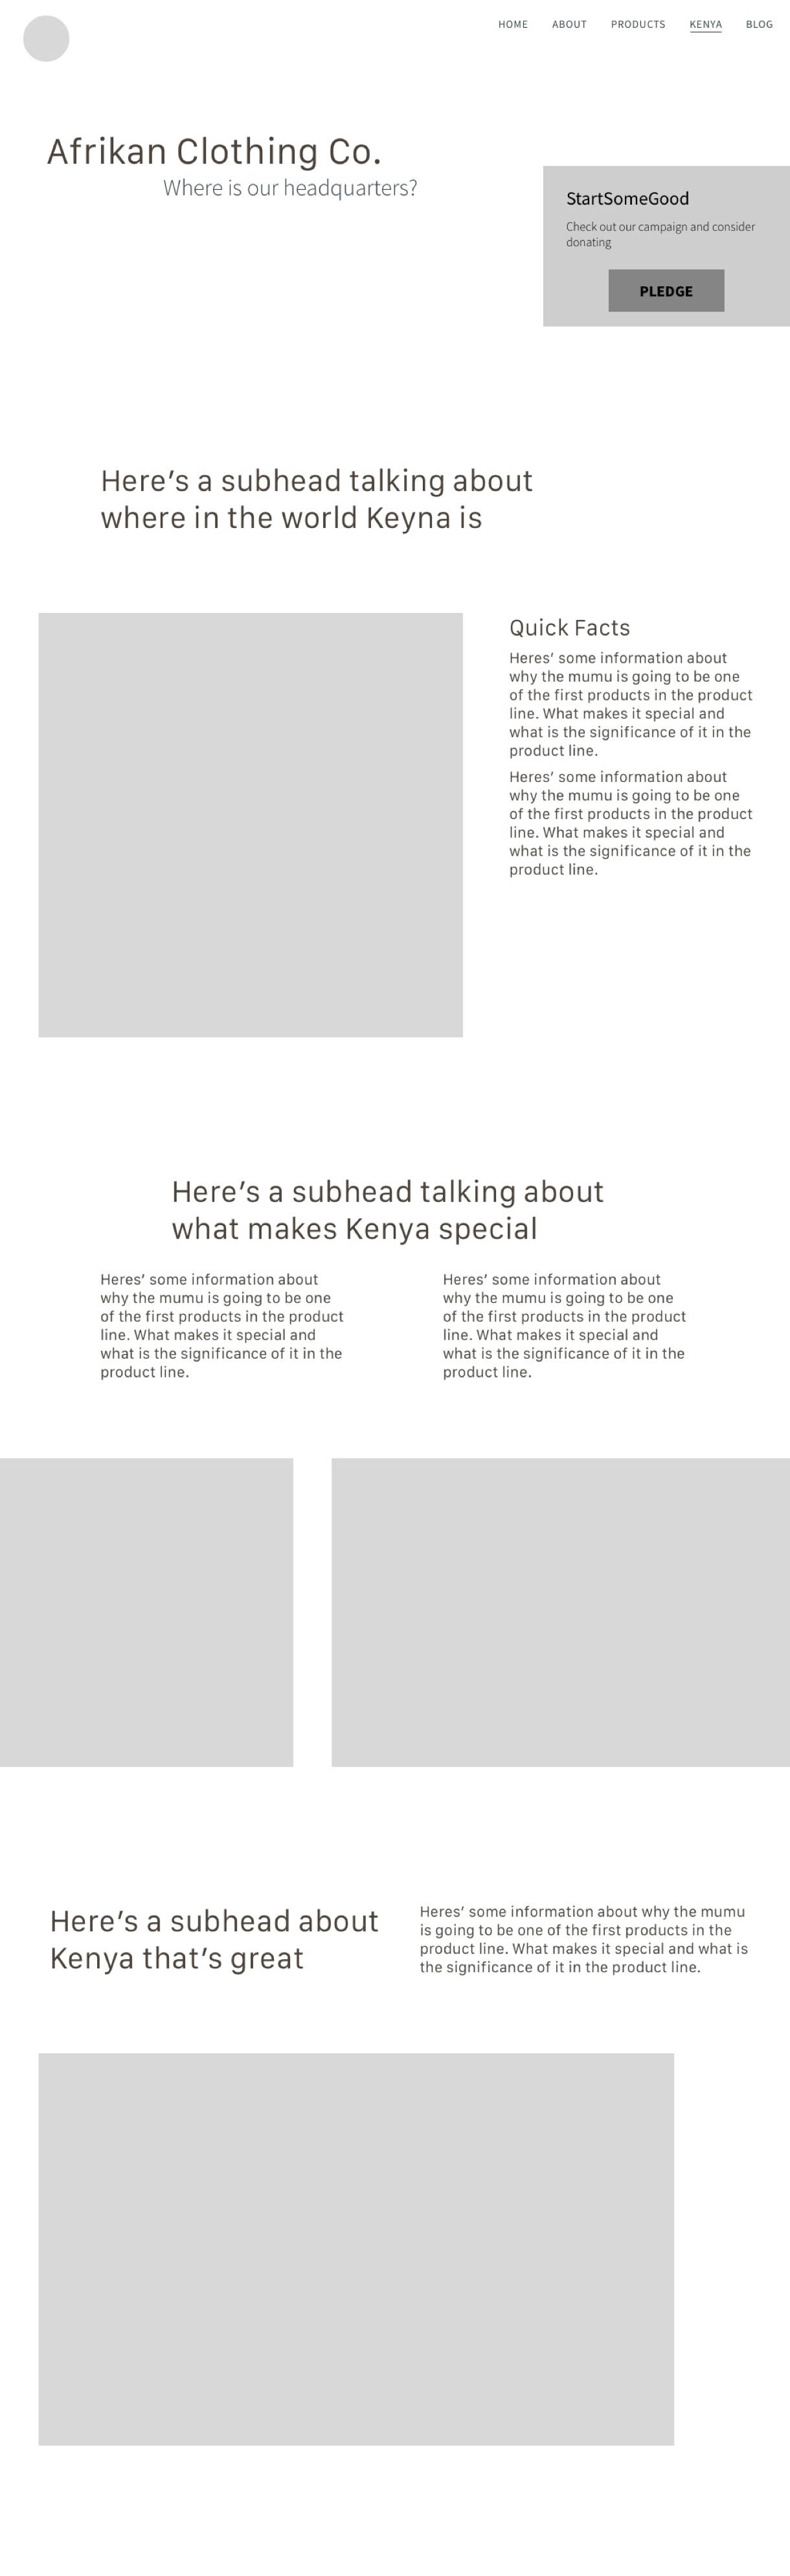 HOME ABOUT PRODUCTS KENYA BLOG
Afrikan Clothing Co.
Where is our headquarters?
StartSomeGood
Check out our campaign and consider
donating
PLEDGE
Here’s a subhead talking about
where in the world Keyna is
Quick Facts
Heres’ some information about
why the mumu is going to be one
of the first products in the product
line. What makes it special and
what is the significance of it in the
product line.
Heres’ some information about
why the mumu is going to be one
of the first products in the product
line. What makes it special and
what is the significance of it in the
product line.
Here’s a subhead talking about
what makes Kenya special
Heres’ some information about
why the mumu is going to be one
of the first products in the product
line. What makes it special and
what is the significance of it in the
product line.
Heres’ some information about
why the mumu is going to be one
of the first products in the product
line. What makes it special and
what is the significance of it in the
product line.
Here’s a subhead about
Kenya that’s great
Heres’ some information about why the mumu
is going to be one of the first products in the
product line. What makes it special and what is
the significance of it in the product line.